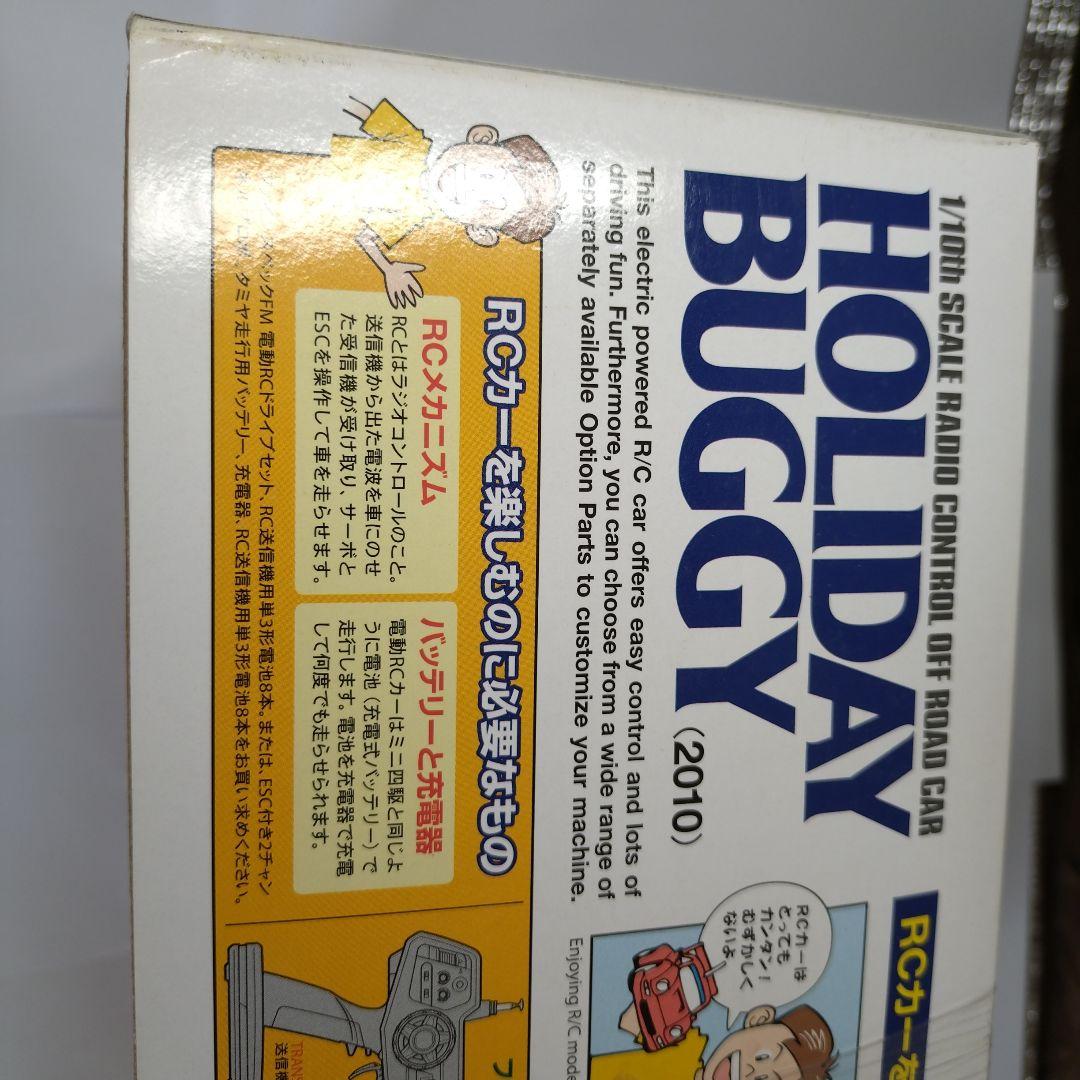 1/10th SCALE RADIO CONTROL OFF ROAD CAR
HOLIDAY
BUGGY (2010)
This electric powered R/C car offers easy control and lots of
driving fun. Furthermore, you can choose from a wide range of
separately available Option Parts to customize your machine.
RCカーを楽しむのに必要なもの
RCメカニズム
RCとはラジオコントロールのこと。
送信機から出た電波を車にのせ
た受信機が受け取り、サーボと
ESCを操作して車を走らせます。
バッテリーと充電器
電動RCカーはミニ四駆と同じよ
うに電池（充電式バッテリー）で
走行します。電池を充電器で充電
して何度でも走らせられます。
ペックFM 電動RCドライブセット、RC送信機用単3形電池8本。または、ESC付き2チャン
タミヤ走行用バッテリー、充電器、RC送信機用単3形電池8本をお買い求めください。
RCカーを
RCカーは
とっても
カンタン！
むずかしく
ないよ
Enjoying R/C mode
TRANS
送信機